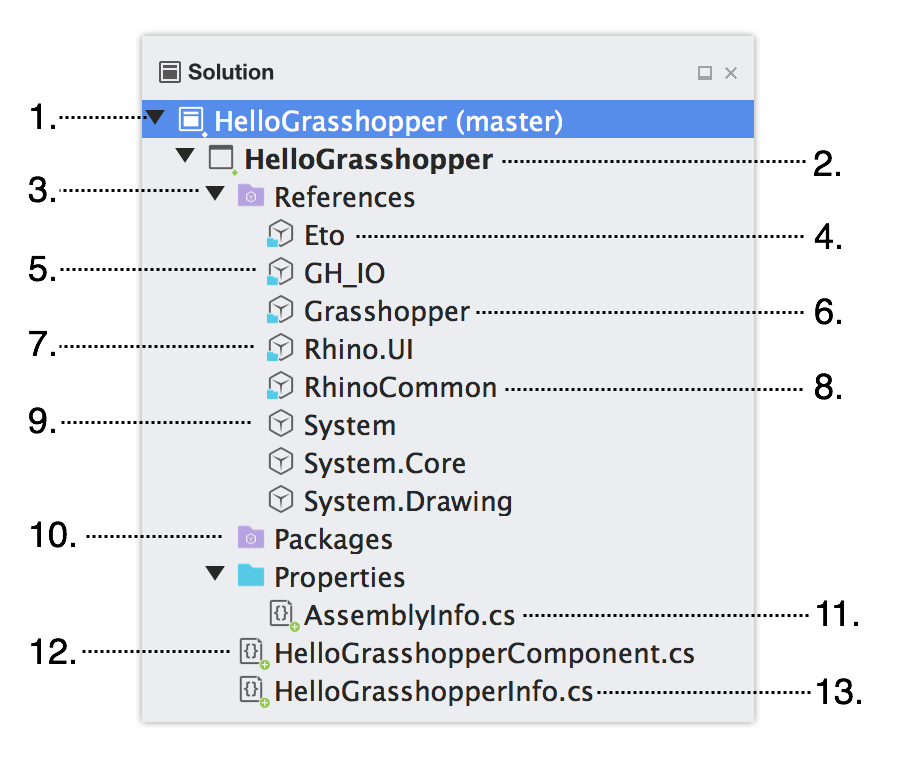 Solution
1. HelloGrasshopper (master)
HelloGrasshopper 2.
3. References
Eto 4.
5. GH_IO
Grasshopper 6.
7. Rhino.UI
RhinoCommon 8.
9. System
System.Core
System.Drawing
10. Packages
Properties
AssemblyInfo.cs 11.
12. HelloGrasshopperComponent.cs
HelloGrasshopperInfo.cs 13.